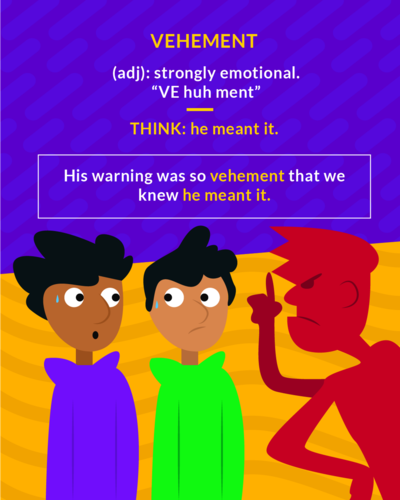 VEHEMENT
(adj): strongly emotional.
“VE huh ment”
THINK: he meant it.
His warning was so vehement that we
knew he meant it.